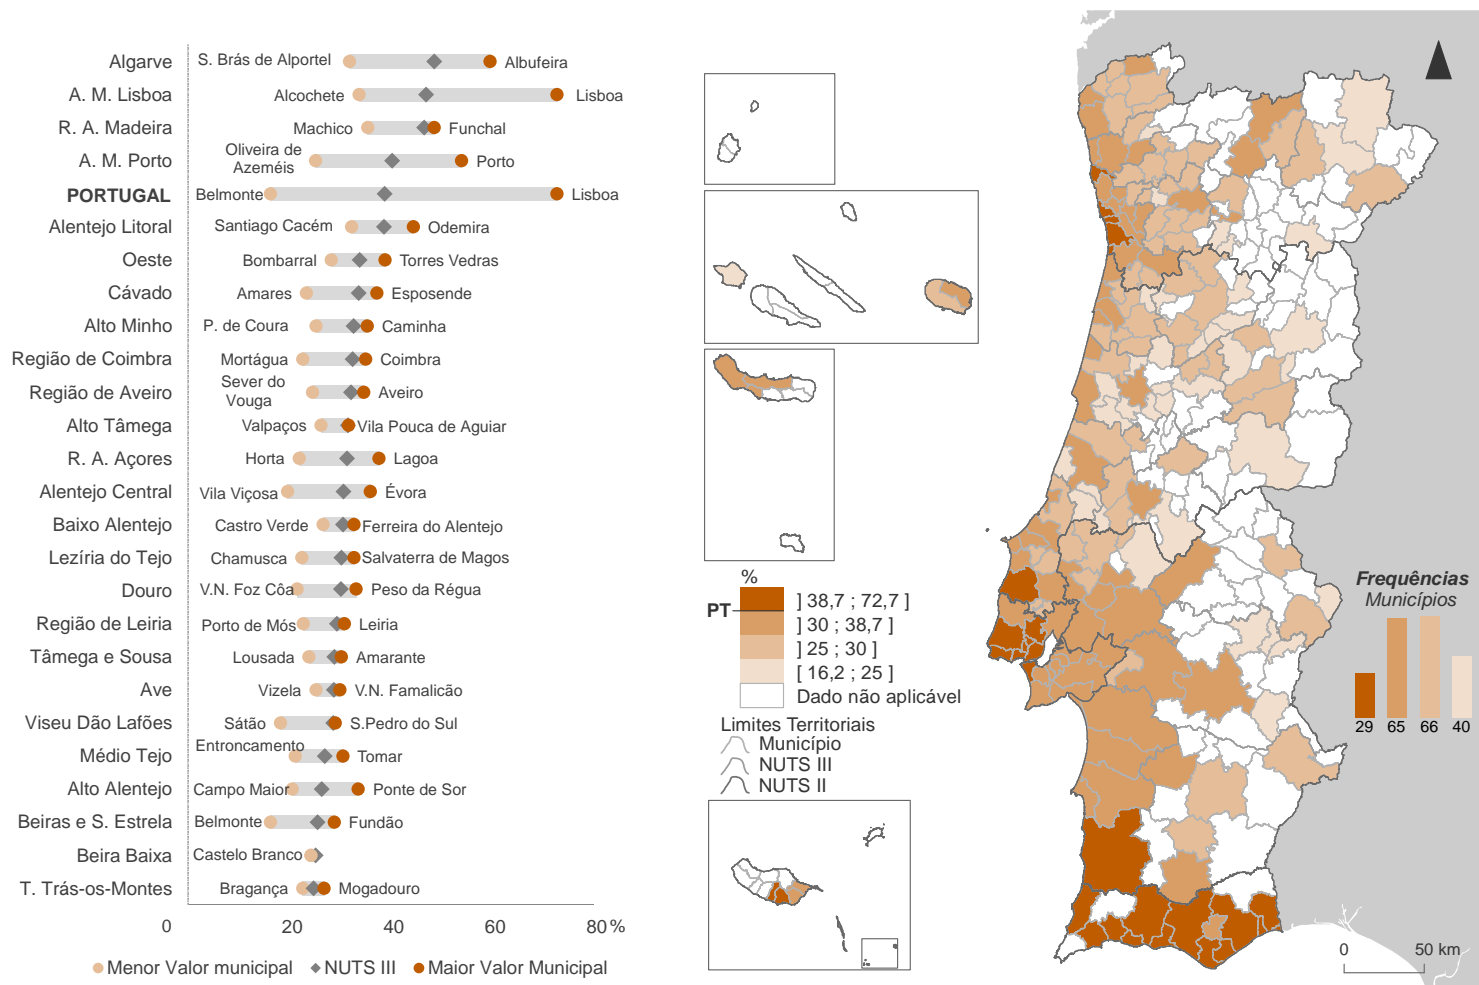 Algarve S. Brás de Alportel Albufeira
A. M. Lisboa Alcochete Lisboa
R. A. Madeira Machico Funchal
A. M. Porto Oliveira de Azeméis Porto
PORTUGAL Belmonte Lisboa
Alentejo Litoral Santiago Cacém Odemira
Oeste Bombarral Torres Vedras
Cávado Amares Esposende
Alto Minho P. de Coura Caminha
Região de Coimbra Mortágua Coimbra
Região de Aveiro Sever do Vouga Aveiro
Alto Tâmega Valpaços Vila Pouca de Aguiar
R. A. Açores Horta Lagoa
Alentejo Central Vila Viçosa Évora
Baixo Alentejo Castro Verde Ferreira do Alentejo
Lezíria do Tejo Chamusca Salvaterra de Magos
Douro V.N. Foz Côa Peso da Régua
Região de Leiria Porto de Mós Leiria
Tâmega e Sousa Lousada Amarante
Ave Vizela V.N. Famalicão
Viseu Dão Lafões Sátão S.Pedro do Sul
Médio Tejo Entroncamento Tomar
Alto Alentejo Campo Maior Ponte de Sor
Beiras e S. Estrela Belmonte Fundão
Beira Baixa Castelo Branco
T. Trás-os-Montes Bragança Mogadouro
0 20 40 60 80 %
Menor Valor municipal NUTS III Maior Valor Municipal
%
PT
] 38,7 ; 72,7 ]
] 30 ; 38,7 ]
] 25 ; 30 ]
[ 16,2 ; 25 ]
Dado não aplicável
Limites Territoriais
Município
NUTS III
NUTS II
Frequências
Municípios
29 65 66 40
0 50 km